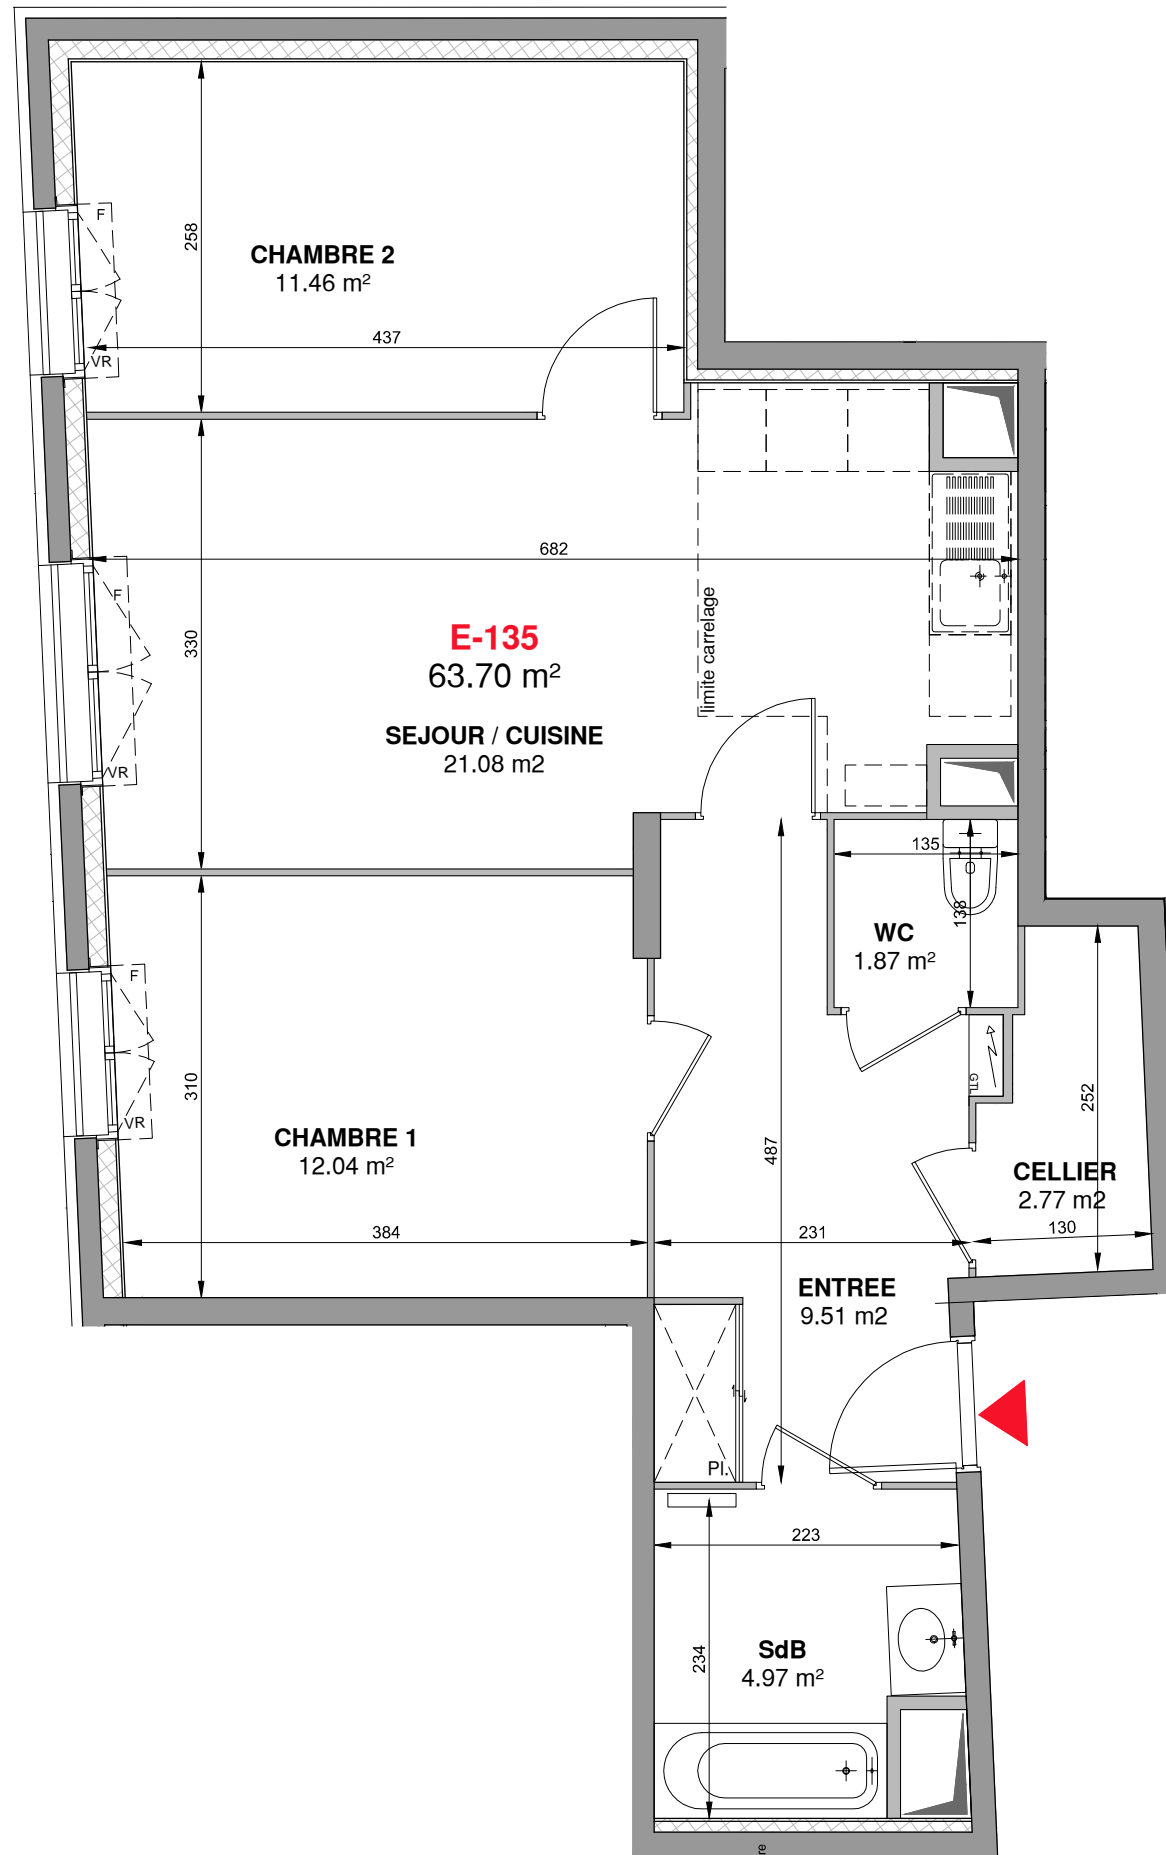 F
258
CHAMBRE 2
11.46 m²
437
VR
682
F
limite carrelage
330
E-135
63.70 m²
SEJOUR / CUISINE
21.08 m2
VR
135
138
WC
1.87 m²
F
GTL
310
252
VR
CHAMBRE 1
12.04 m²
487
CELLIER
2.77 m2
384
231
130
ENTREE
9.51 m2
Pl.
223
234
SdB
4.97 m²
re